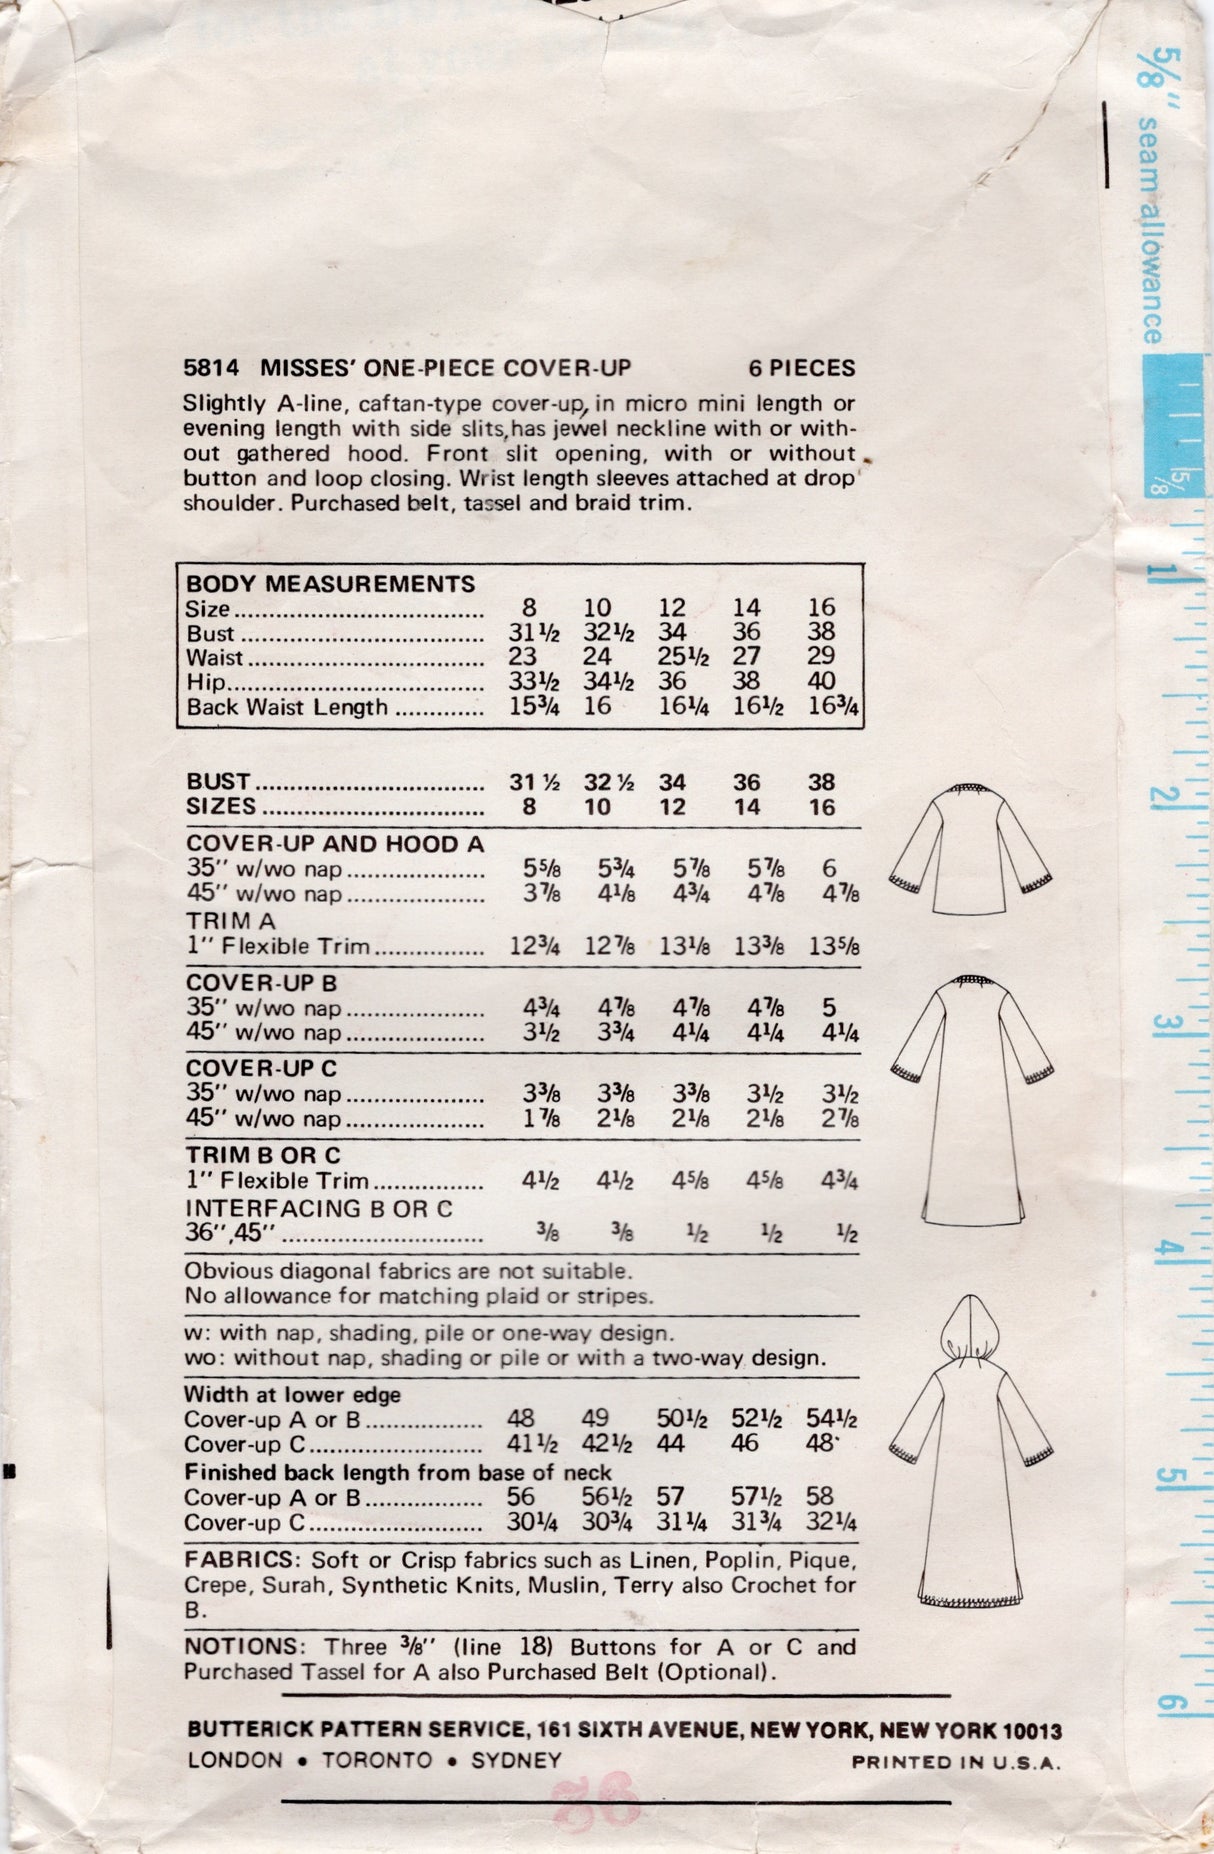 5/8" seam allowance
5814 MISSES' ONE-PIECE COVER-UP 6 PIECES
Slightly A-line, caftan-type cover-up, in micro mini length or
evening length with side slits, has jewel neckline with or with-
out gathered hood. Front slit opening, with or without
button and loop closing. Wrist length sleeves attached at drop
shoulder. Purchased belt, tassel and braid trim.
BODY MEASUREMENTS
Size 8 10 12 14 16
Bust 31½ 32½ 34 36 38
Waist 23 24 25½ 27 29
Hip 33½ 34½ 36 38 40
Back Waist Length 15¾ 16 16¼ 16½ 16¾
BUST 31 ½ 32 ½ 34 36 38
SIZES 8 10 12 14 16
COVER-UP AND HOOD A
35" w/wo nap 5⅝ 5¾ 5⅞ 5⅞ 6
45" w/wo nap 3⅞ 4⅛ 4¾ 4⅞ 4⅞
TRIM A
1" Flexible Trim 12¾ 12⅞ 13⅛ 13⅜ 13⅝
COVER-UP B
35" w/wo nap 4¾ 4⅞ 4⅞ 4⅞ 5
45" w/wo nap 3½ 3¾ 4¼ 4¼ 4¼
COVER-UP C
35" w/wo nap 3⅜ 3⅜ 3⅜ 3½ 3½
45" w/wo nap 1⅞ 2⅛ 2⅛ 2⅛ 2⅞
TRIM B OR C
1" Flexible Trim 4½ 4½ 4⅝ 4⅝ 4¾
INTERFACING B OR C
36",45" ⅜ ⅜ ½ ½ ½
Obvious diagonal fabrics are not suitable.
No allowance for matching plaid or stripes.
w: with nap, shading, pile or one-way design.
wo: without nap, shading or pile or with a two-way design.
Width at lower edge
Cover-up A or B 48 49 50½ 52½ 54½
Cover-up C 41½ 42½ 44 46 48
Finished back length from base of neck
Cover-up A or B 56 56½ 57 57½ 58
Cover-up C 30¼ 30¾ 31¼ 31¾ 32¼
FABRICS: Soft or Crisp fabrics such as Linen, Poplin, Pique,
Crepe, Surah, Synthetic Knits, Muslin, Terry also Crochet for
B.
NOTIONS: Three ⅜" (line 18) Buttons for A or C and
Purchased Tassel for A also Purchased Belt (Optional).
BUTTERICK PATTERN SERVICE, 161 SIXTH AVENUE, NEW YORK, NEW YORK 10013
LONDON • TORONTO • SYDNEY PRINTED IN U.S.A.
36
5/8
1
2
3
4
5
6